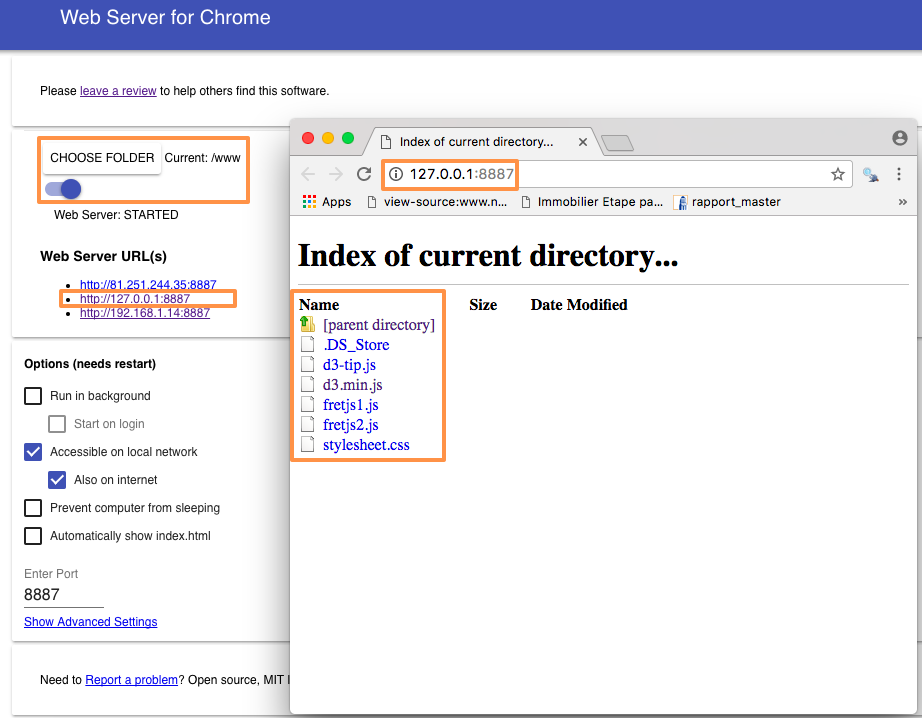 Web Server for Chrome
Please leave a review to help others find this software.
CHOOSE FOLDER Current: /www
Web Server: STARTED
Web Server URL(s)
http://81.251.244.35:8887
http://127.0.0.1:8887
http://192.168.1.14:8887
Options (needs restart)
Run in background
Start on login
Accessible on local network
Also on internet
Prevent computer from sleeping
Automatically show index.html
Enter Port
8887
Show Advanced Settings
Need to Report a problem? Open source, MIT
Index of current directory...
127.0.0.1:8887
Apps view-source:www.n... Immobilier Etape pa... rapport_master »
Index of current directory...
Name Size Date Modified
[parent directory]
.DS_Store
d3-tip.js
d3.min.js
fretjs1.js
fretjs2.js
stylesheet.css